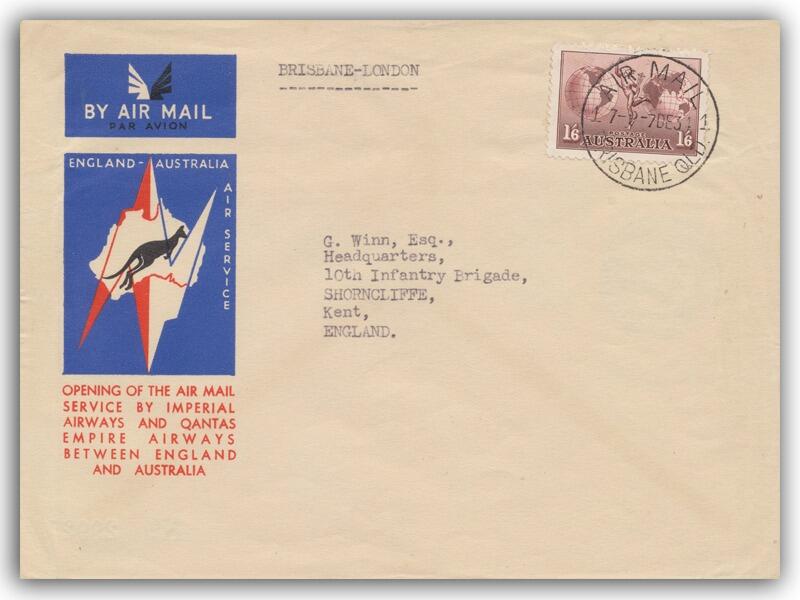 BY AIR MAIL
PAR AVION
ENGLAND-AUSTRALIA
AIR SERVICE
OPENING OF THE AIR MAIL
SERVICE BY IMPERIAL
AIRWAYS AND QANTAS
EMPIRE AIRWAYS
BETWEEN ENGLAND
AND AUSTRALIA
BRISBANE-LONDON
POSTAGE
1/6 AUSTRALIA 1/6
AIR MAIL
BRISBANE QLD.
G. Winn, Esq.,
Headquarters,
10th Infantry Brigade,
SHORNCLIFFE,
Kent,
ENGLAND.